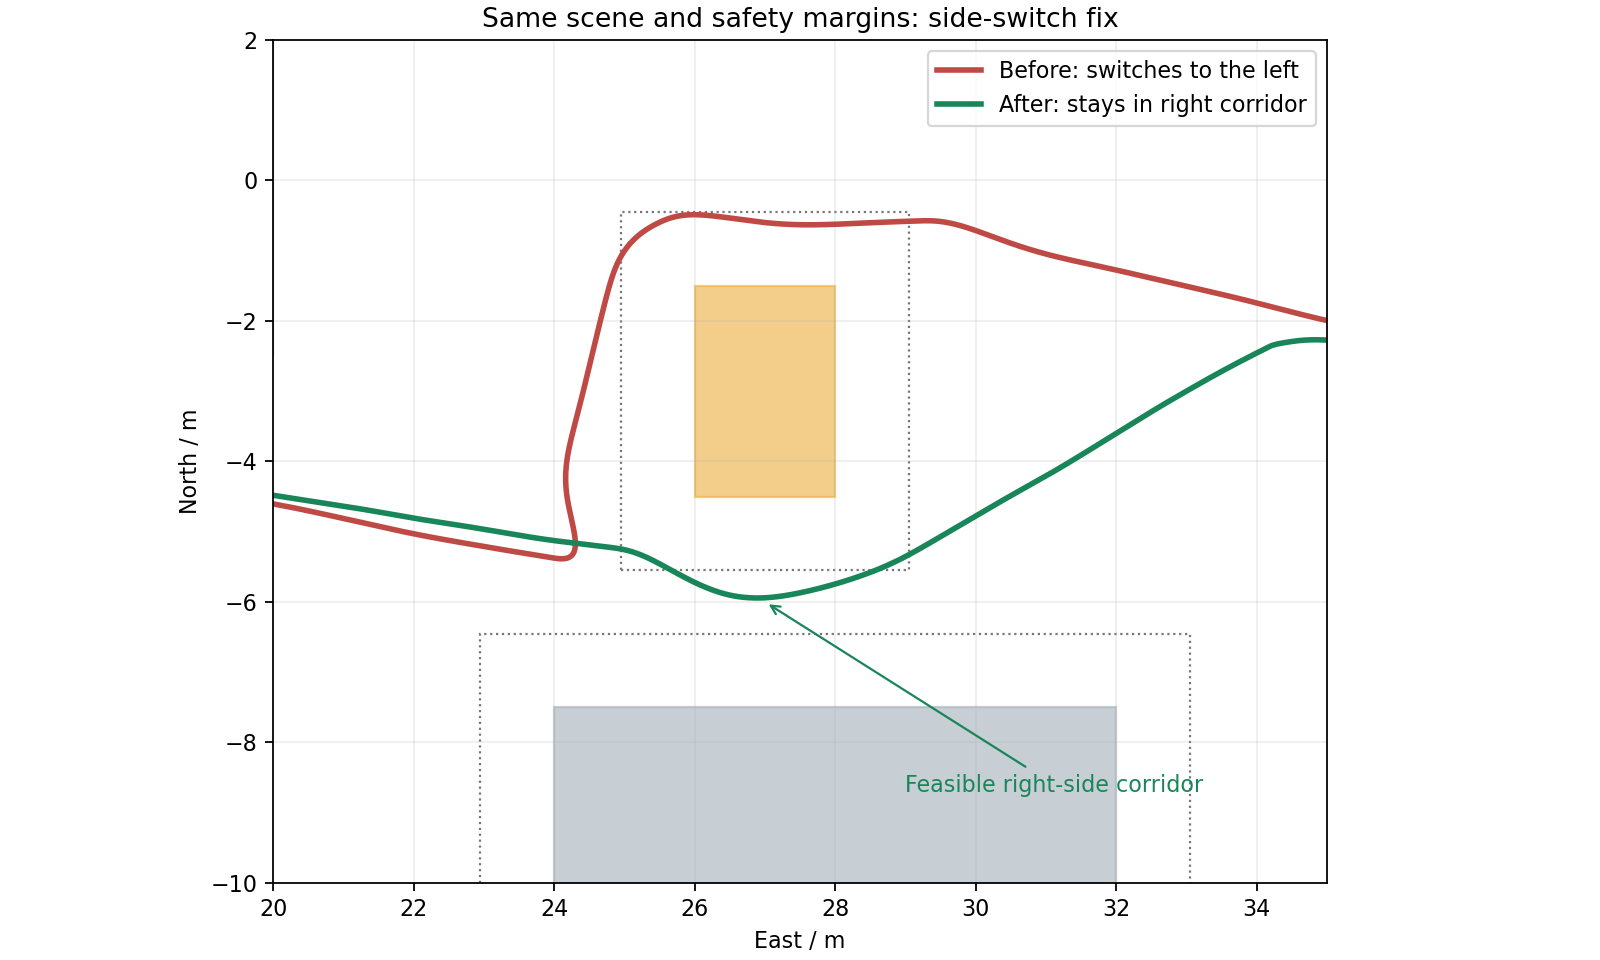 Same scene and safety margins: side-switch fix
Before: switches to the left
After: stays in right corridor
2
0
−2
−4
−6
−8
−10
North / m
Feasible right-side corridor
20 22 24 26 28 30 32 34
East / m